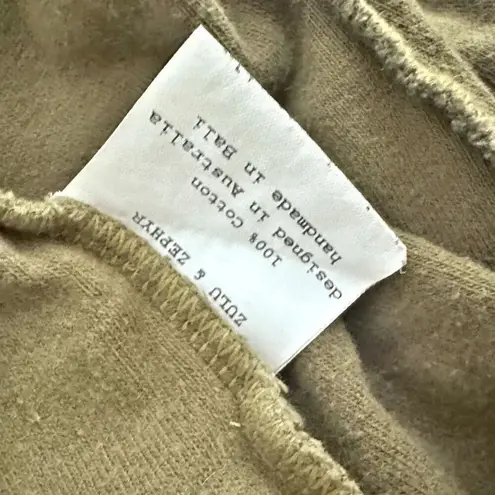 ZULU & ZEPHYR
100% Cotton
designed in Australia
handmade in Bali